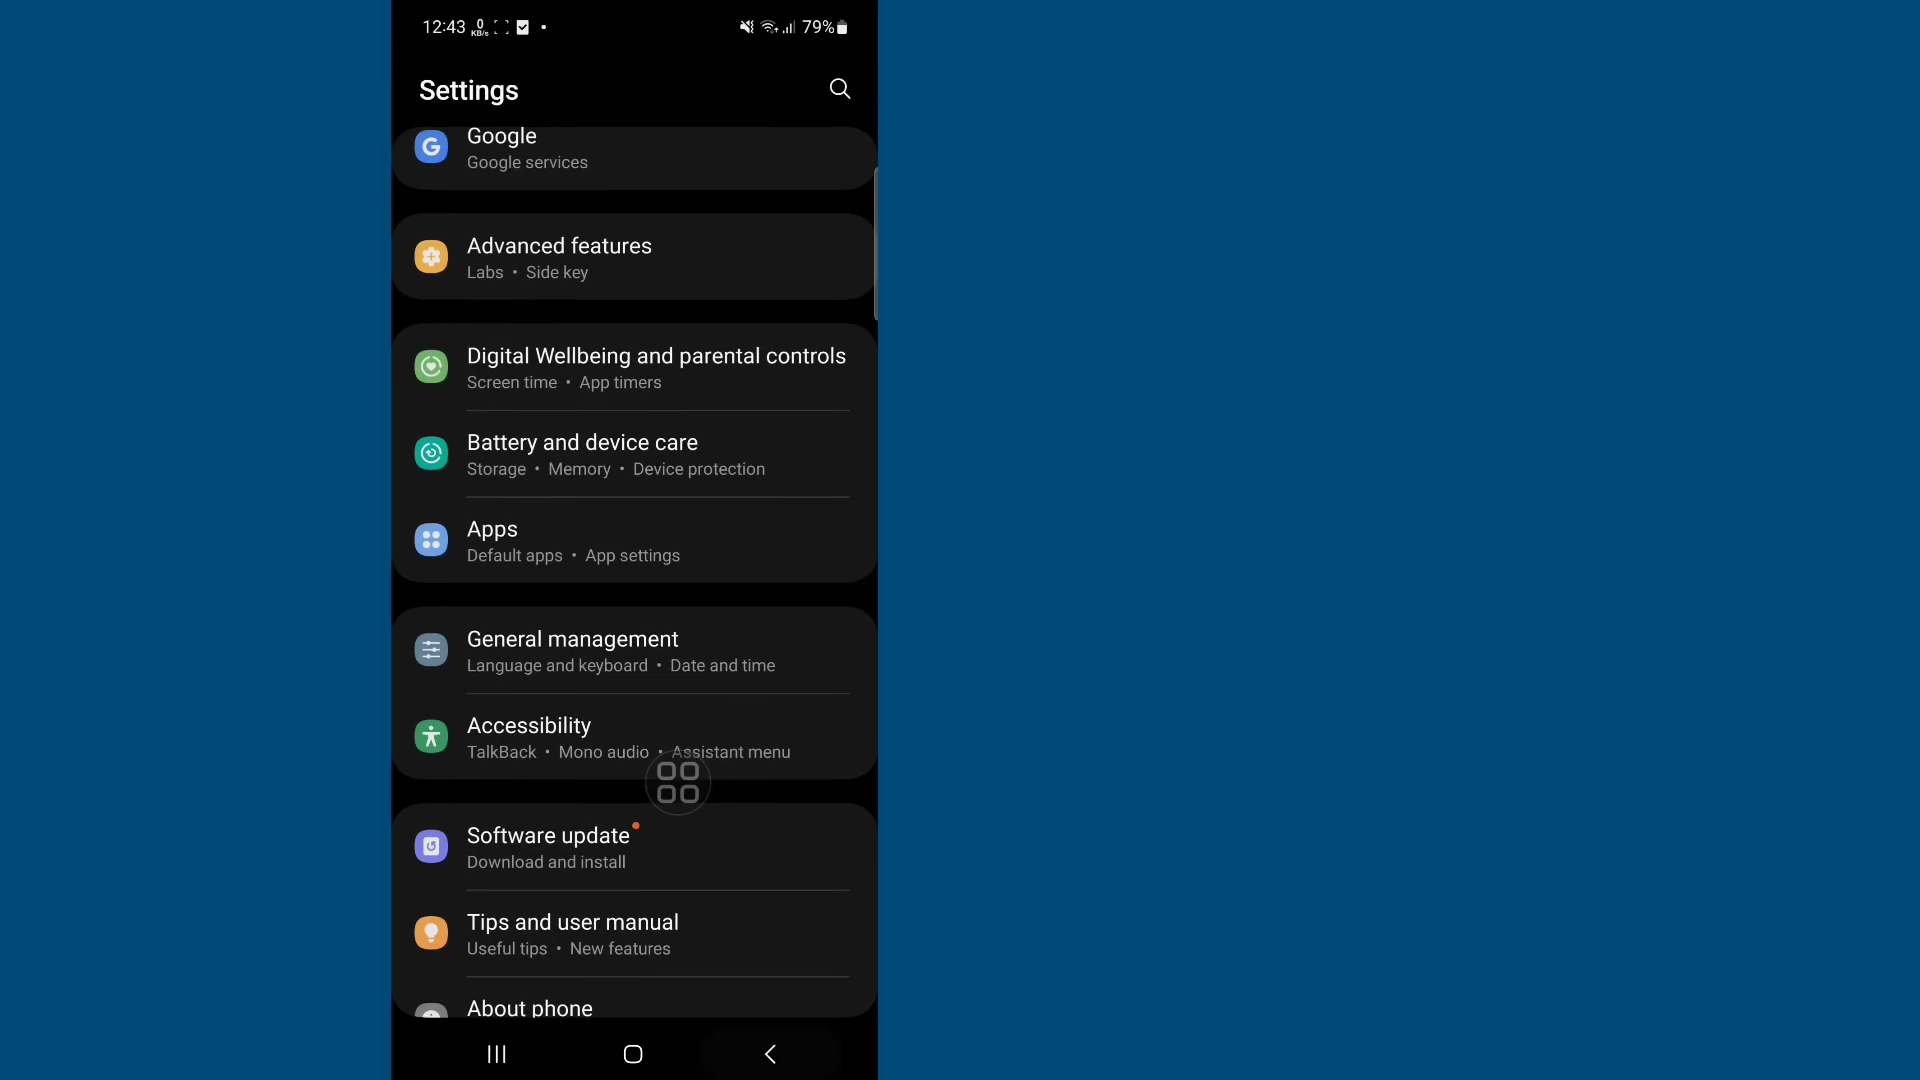 12:43 0 KB/s 79%
Settings
Google
Google services
Advanced features
Labs • Side key
Digital Wellbeing and parental controls
Screen time • App timers
Battery and device care
Storage • Memory • Device protection
Apps
Default apps • App settings
General management
Language and keyboard • Date and time
Accessibility
TalkBack • Mono audio • Assistant menu
Software update
Download and install
Tips and user manual
Useful tips • New features
About phone